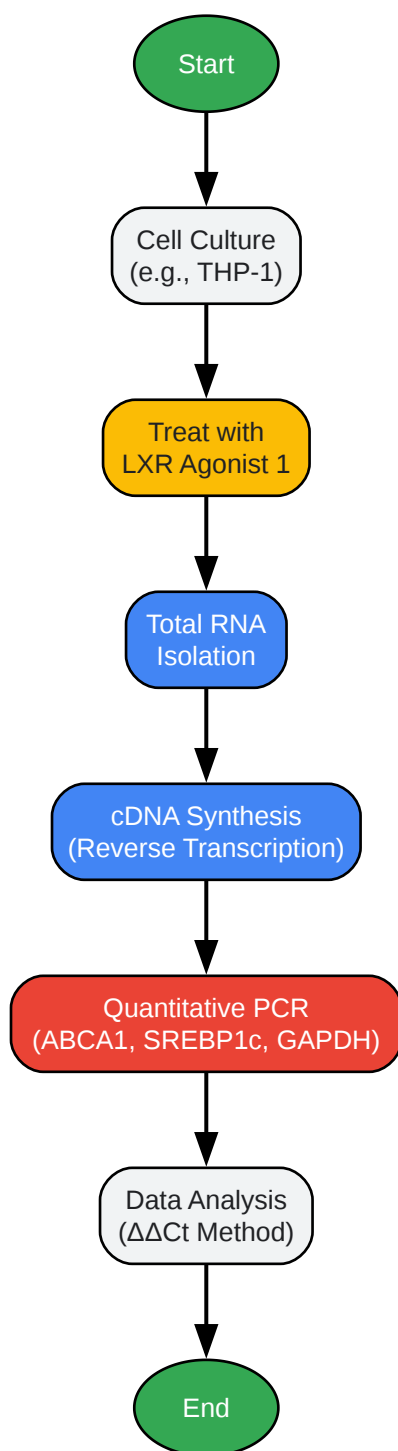 Start
Cell Culture
(e.g., THP-1)
Treat with
LXR Agonist 1
Total RNA
Isolation
cDNA Synthesis
(Reverse Transcription)
Quantitative PCR
(ABCA1, SREBP1c, GAPDH)
Data Analysis
(ΔΔCt Method)
End